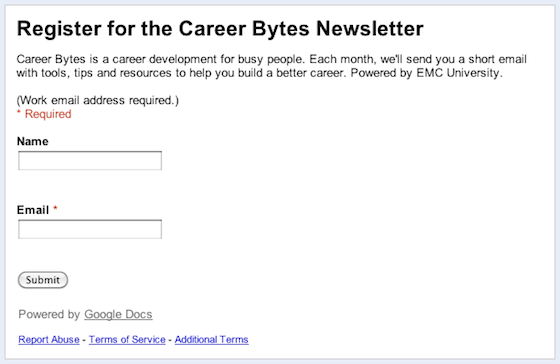 Register for the Career Bytes Newsletter
Career Bytes is a career development for busy people. Each month, we'll send you a short email
with tools, tips and resources to help you build a better career. Powered by EMC University.
(Work email address required.)
* Required
Name
Email *
Submit
Powered by Google Docs
Report Abuse - Terms of Service - Additional Terms